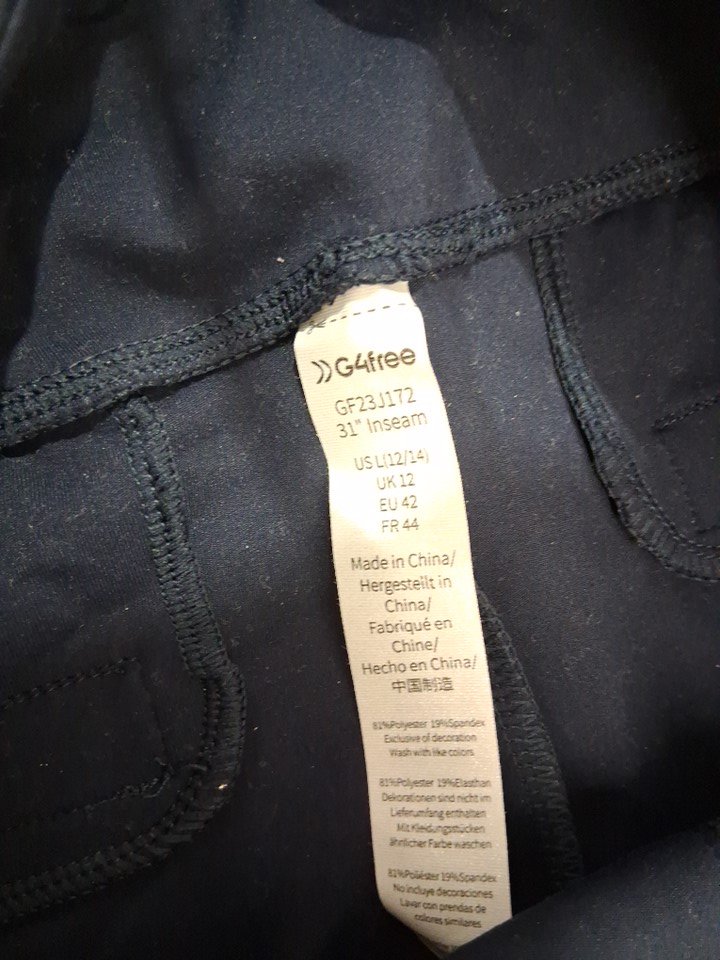 G4free
GF23J172
31" Inseam
US L(12/14)
UK 12
EU 42
FR 44
Made in China/
Hergestellt in
China/
Fabriqué en
Chine/
Hecho en China/
中国制造
81%Polyester 19%Spandex
Exclusive of decoration
Wash with like colors
81%Polyester 19%Elasthan
Dekorationen sind nicht im
Lieferumfang enthalten
Mit Kleidungsstücken
ähnlicher Farbe waschen
81%Poliéster 19%Spandex
No incluye decoraciones
Lavar con prendas de
colores similares